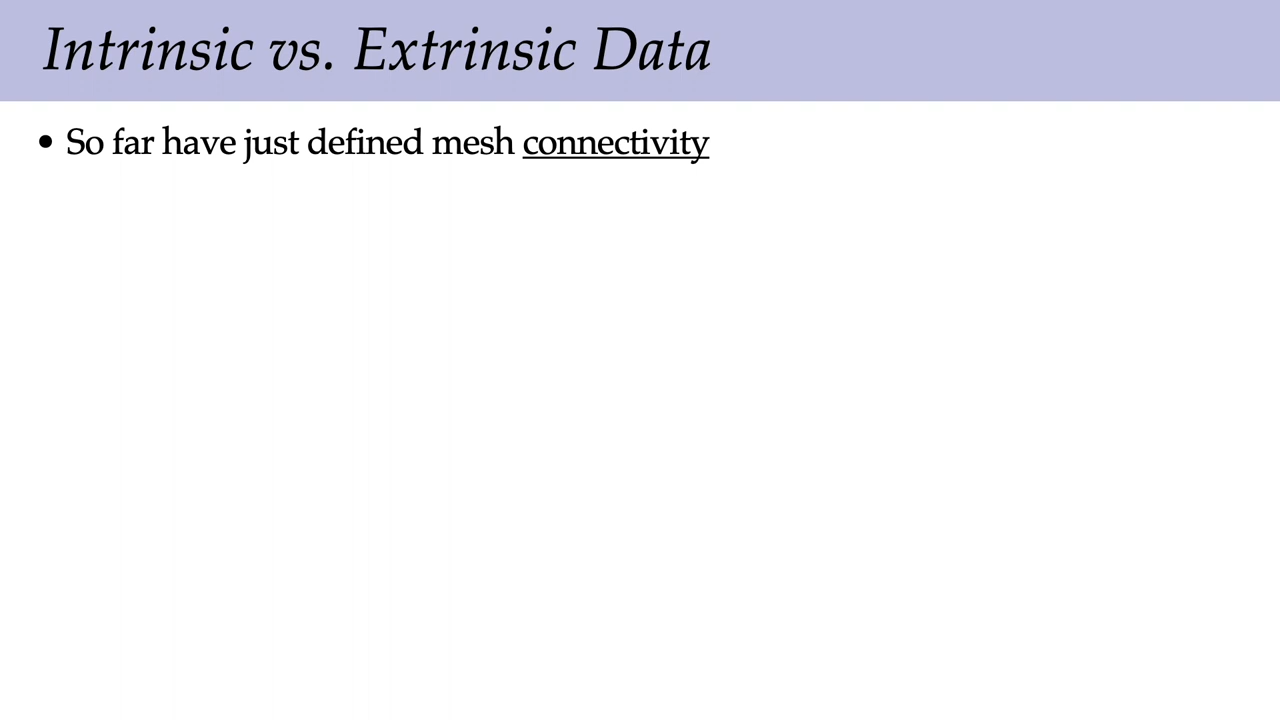 Intrinsic vs. Extrinsic Data
• So far have just defined mesh connectivity